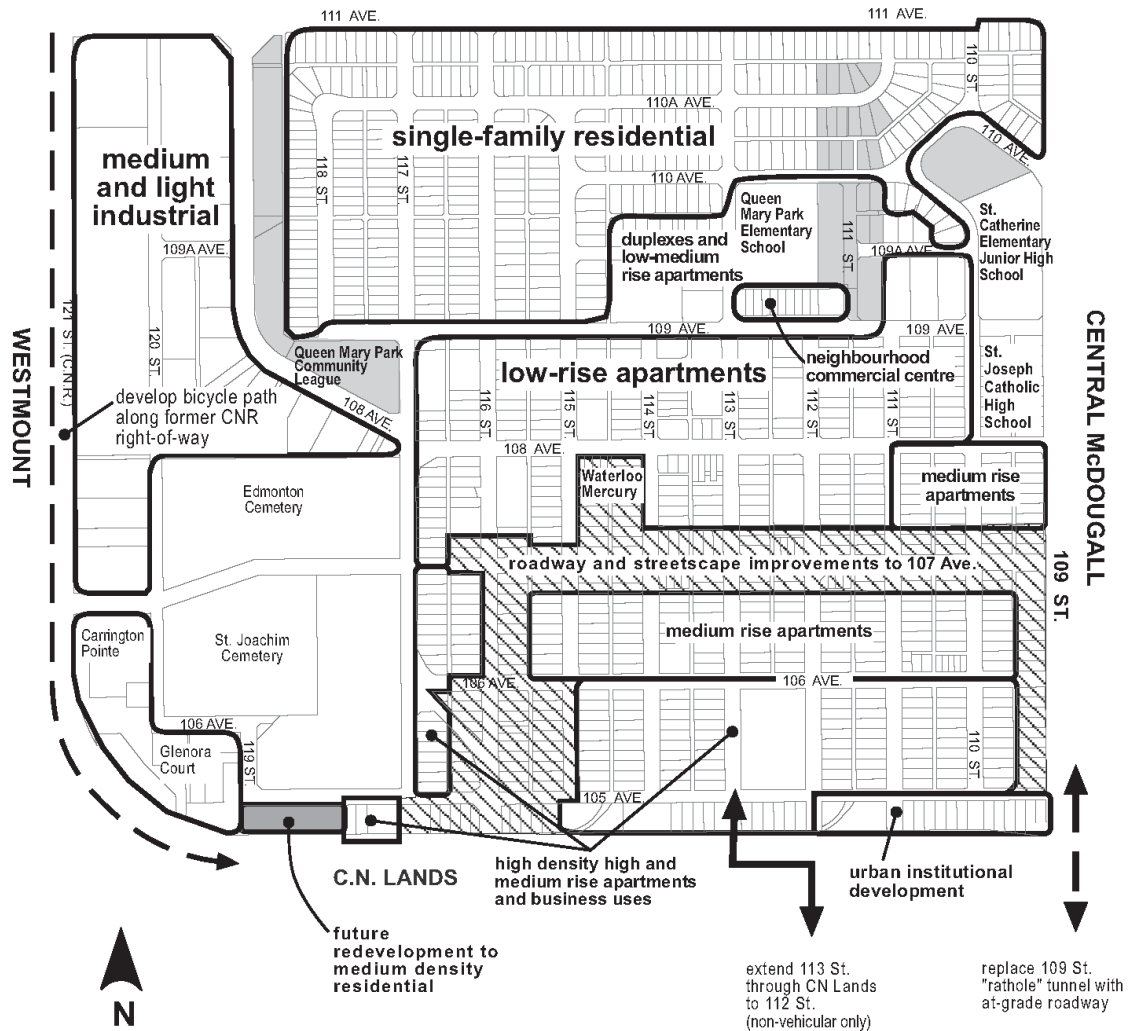 111 AVE.
111 AVE.
110 ST.
110A AVE.
single-family residential
110 AVE.
medium
and light
industrial
118 ST.
117 ST.
110 AVE.
Queen
Mary Park
Elementary
School
St.
Catherine
Elementary
Junior High
School
duplexes and
low-medium
rise apartments
111 ST.
109A AVE.
109A AVE.
121 ST. (C.N.R.)
120 ST.
109 AVE.
109 AVE.
WESTMOUNT
CENTRAL McDOUGALL
Queen Mary Park
Community
League
neighbourhood
commercial centre
low-rise apartments
St.
Joseph
Catholic
High
School
develop bicycle path
along former CNR
right-of-way
108 AVE.
116 ST.
115 ST.
114 ST.
113 ST.
112 ST.
111 ST.
108 AVE.
Waterloo
Mercury
medium rise
apartments
Edmonton
Cemetery
roadway and streetscape improvements to 107 Ave.
109 ST.
Carrington
Pointe
St. Joachim
Cemetery
medium rise apartments
106 AVE.
106 AVE.
106 AVE.
Glenora
Court
119 ST.
110 ST.
105 AVE.
C.N. LANDS
high density high and
medium rise apartments
and business uses
urban institutional
development
future
redevelopment to
medium density
residential
extend 113 St.
through CN Lands
to 112 St.
(non-vehicular only)
replace 109 St.
"rathole" tunnel with
at-grade roadway
N